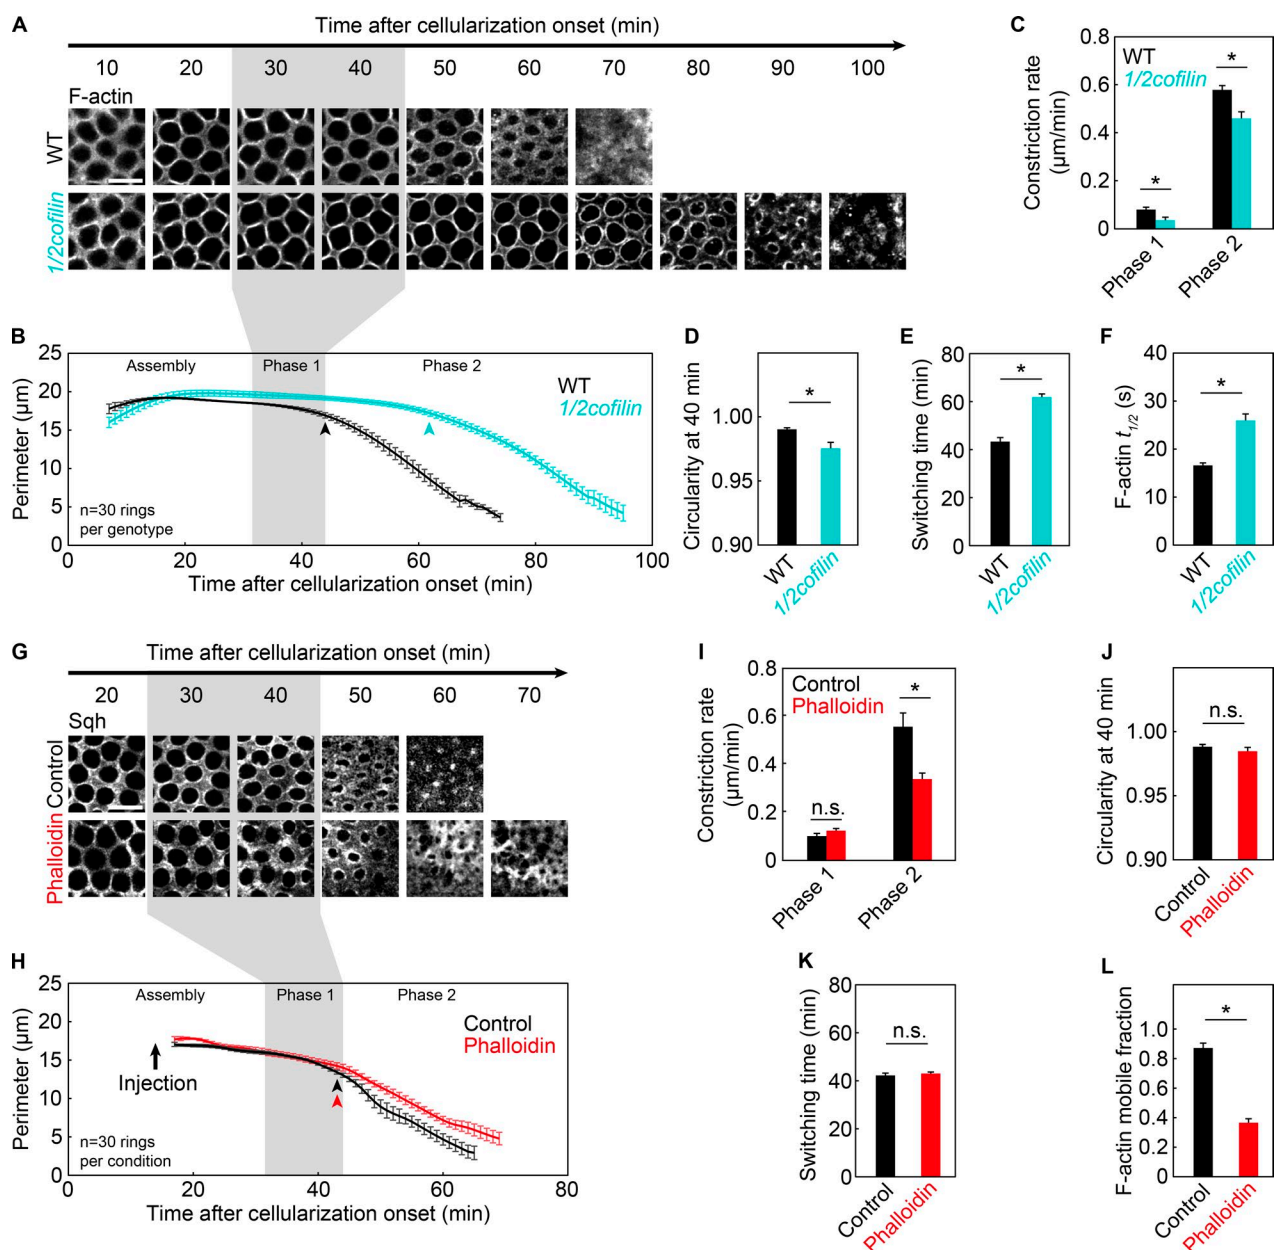 A
Time after cellularization onset (min)
10 20 30 40 50 60 70 80 90 100
F-actin
WT
1/2cofilin
B
Perimeter (µm)
25
20
15
10
5
0
Assembly Phase 1 Phase 2
WT
1/2cofilin
n=30 rings
per genotype
0 20 40 60 80 100
Time after cellularization onset (min)
C
Constriction rate
(µm/min)
0.8
0.6
0.4
0.2
0
WT
1/2cofilin
*
*
Phase 1
Phase 2
D
Circularity at 40 min
1.00
0.95
0.90
*
WT
1/2cofilin
E
Switching time (min)
80
60
40
20
0
*
WT
1/2cofilin
F
F-actin t1/2 (s)
40
30
20
10
0
*
WT
1/2cofilin
G
Time after cellularization onset (min)
20 30 40 50 60 70
Sqh
Control
Phalloidin
H
Perimeter (µm)
25
20
15
10
5
0
Assembly Phase 1 Phase 2
Control
Phalloidin
Injection
n=30 rings
per condition
0 20 40 60 80
Time after cellularization onset (min)
I
Constriction rate
(µm/min)
0.8
0.6
0.4
0.2
0
Control
Phalloidin
n.s.
*
Phase 1
Phase 2
J
Circularity at 40 min
1.00
0.95
0.90
n.s.
Control
Phalloidin
K
Switching time (min)
80
60
40
20
0
n.s.
Control
Phalloidin
L
F-actin mobile fraction
1.0
0.8
0.6
0.4
0.2
0
*
Control
Phalloidin